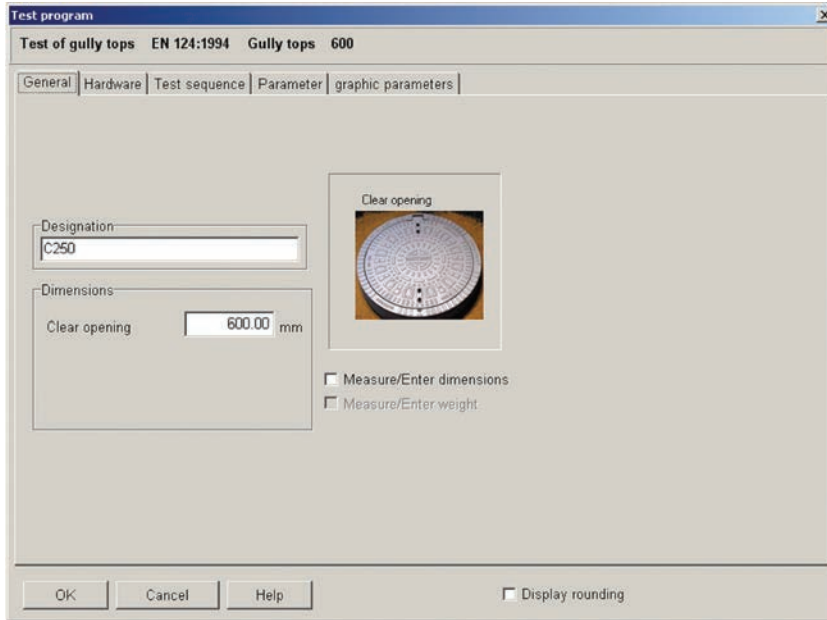 Test program
Test of gully tops EN 124:1994 Gully tops 600
General Hardware Test sequence Parameter graphic parameters
Clear opening
Designation
C250
Dimensions
Clear opening 600.00 mm
Measure/Enter dimensions
Measure/Enter weight
OK Cancel Help Display rounding